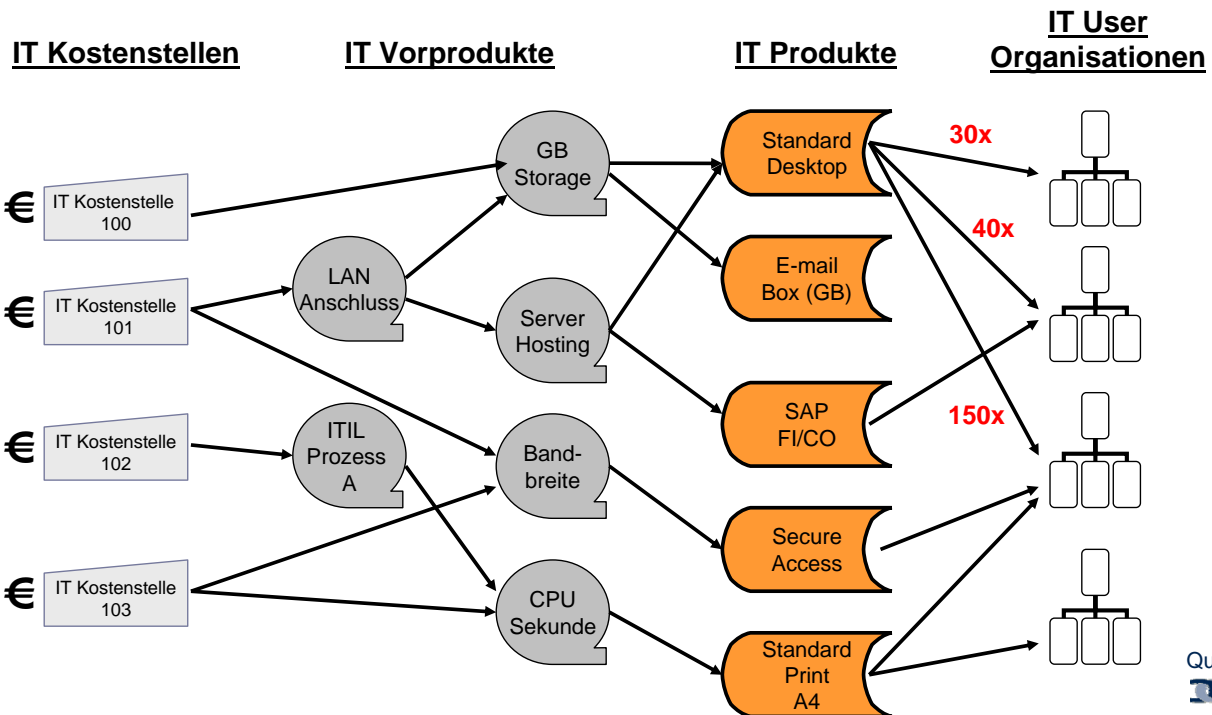 IT Kostenstellen
IT Vorprodukte
IT Produkte
IT User
Organisationen
€
IT Kostenstelle
100
€
IT Kostenstelle
101
€
IT Kostenstelle
102
€
IT Kostenstelle
103
LAN
Anschluss
ITIL
Prozess
A
GB
Storage
Server
Hosting
Band-
breite
CPU
Sekunde
Standard
Desktop
E-mail
Box (GB)
SAP
FI/CO
Secure
Access
Standard
Print
A4
30x
40x
150x
Qu